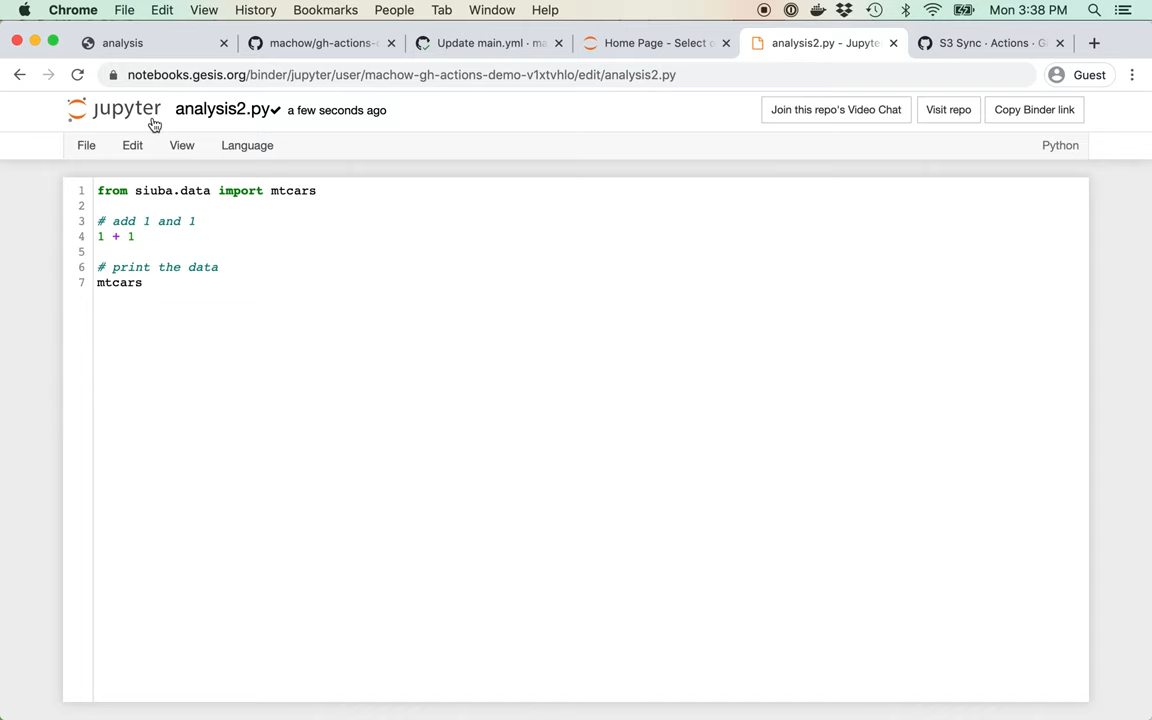 Chrome File Edit View History Bookmarks People Tab Window Help Mon 3:38 PM
analysis machow/gh-actions- Update main.yml · ma Home Page - Select o analysis2.py - Jupyte S3 Sync · Actions · G
notebooks.gesis.org/binder/jupyter/user/machow-gh-actions-demo-v1xtvhlo/edit/analysis2.py Guest
jupyter analysis2.py a few seconds ago Join this repo's Video Chat Visit repo Copy Binder link
File Edit View Language Python
1 from siuba.data import mtcars
2
3 # add 1 and 1
4 1 + 1
5
6 # print the data
7 mtcars